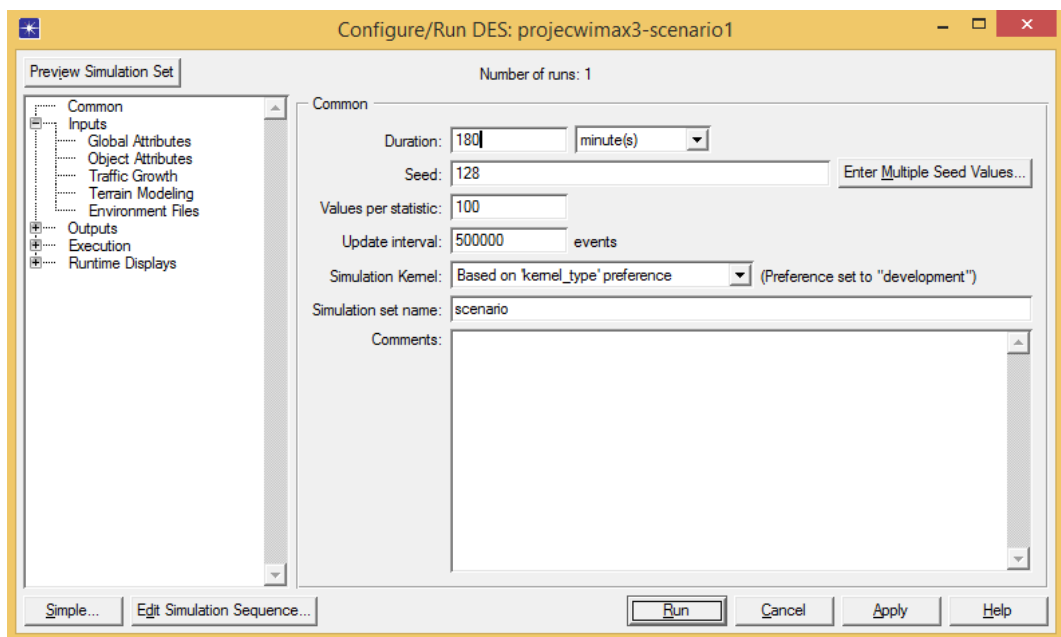 Configure/Run DES: projecwimax3-scenario1
Preview Simulation Set
Number of runs: 1
Common
Inputs
Global Attributes
Object Attributes
Traffic Growth
Terrain Modeling
Environment Files
Outputs
Execution
Runtime Displays
Common
Duration: 180 minute(s)
Seed: 128 Enter Multiple Seed Values...
Values per statistic: 100
Update interval: 500000 events
Simulation Kernel: Based on 'kernel_type' preference (Preference set to "development")
Simulation set name: scenario
Comments:
Simple... Edit Simulation Sequence... Run Cancel Apply Help